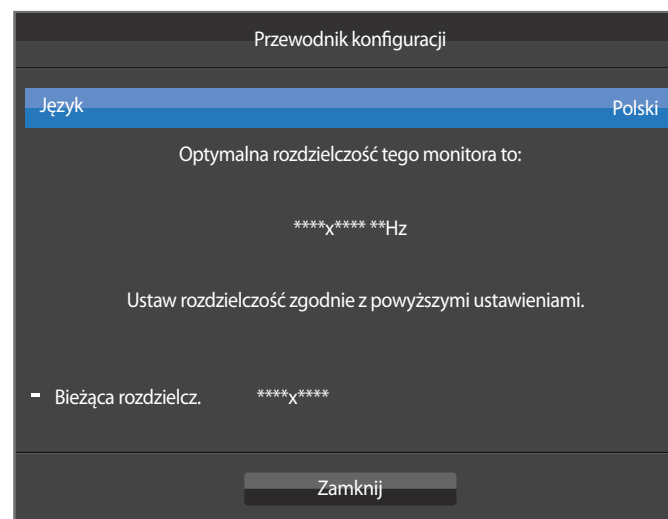 Przewodnik konfiguracji
Język Polski
Optymalna rozdzielczość tego monitora to:
****x**** **Hz
Ustaw rozdzielczość zgodnie z powyższymi ustawieniami.
- Bieżąca rozdzielcz. ****x****
Zamknij